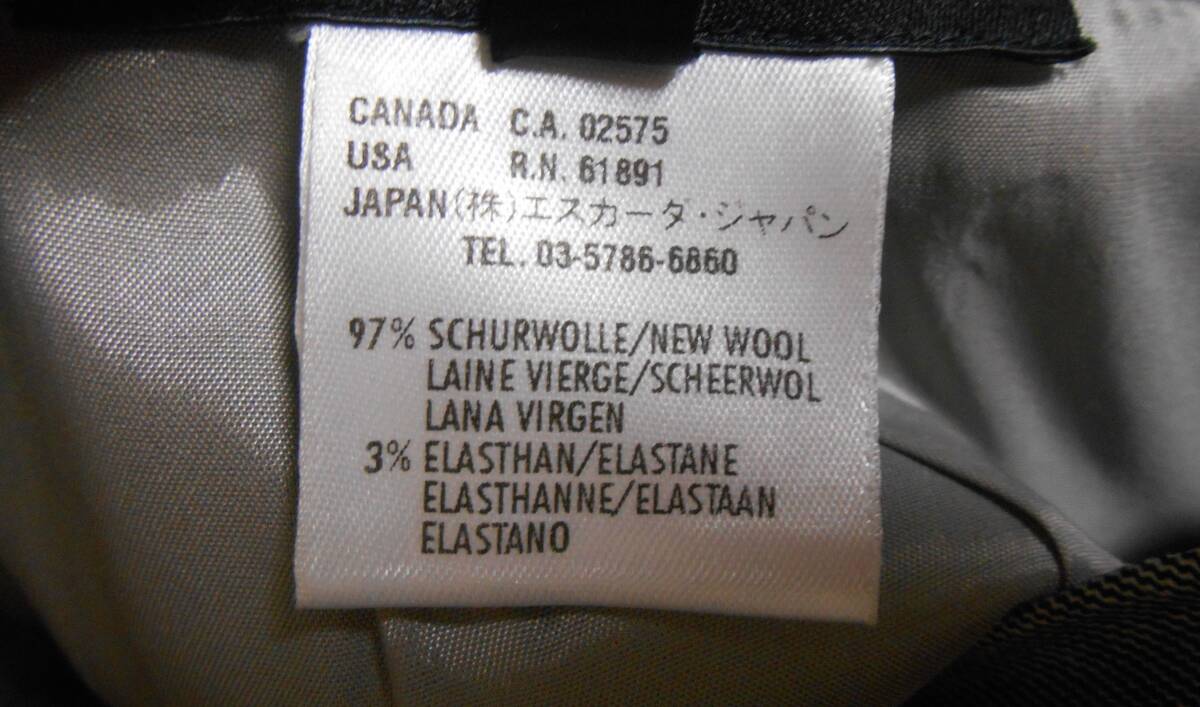 CANADA C.A. 02575
USA R.N. 61891
JAPAN(株)エスカーダ・ジャパン
TEL. 03-5786-6860
97% SCHURWOLLE/NEW WOOL
LAINE VIERGE/SCHEERWOL
LANA VIRGEN
3% ELASTHAN/ELASTANE
ELASTHANNE/ELASTAAN
ELASTANO